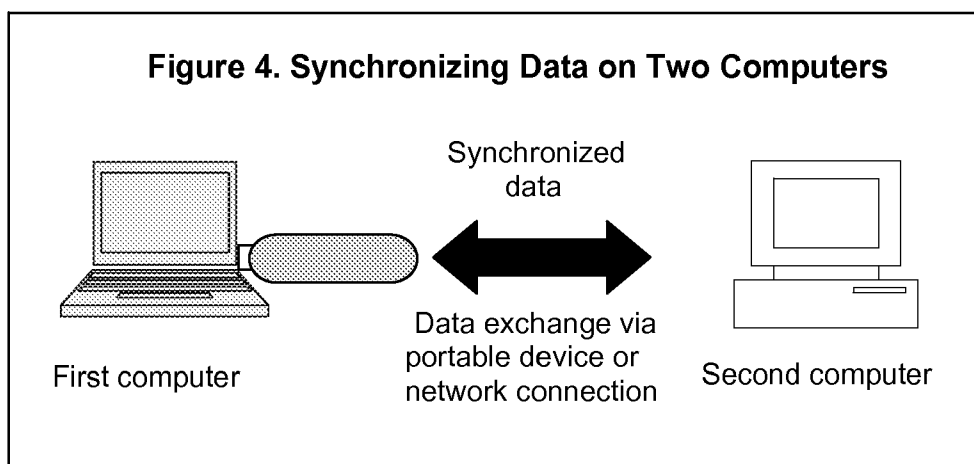 Figure 4. Synchronizing Data on Two Computers
Synchronized
data
Data exchange via
portable device or
network connection
First computer
Second computer